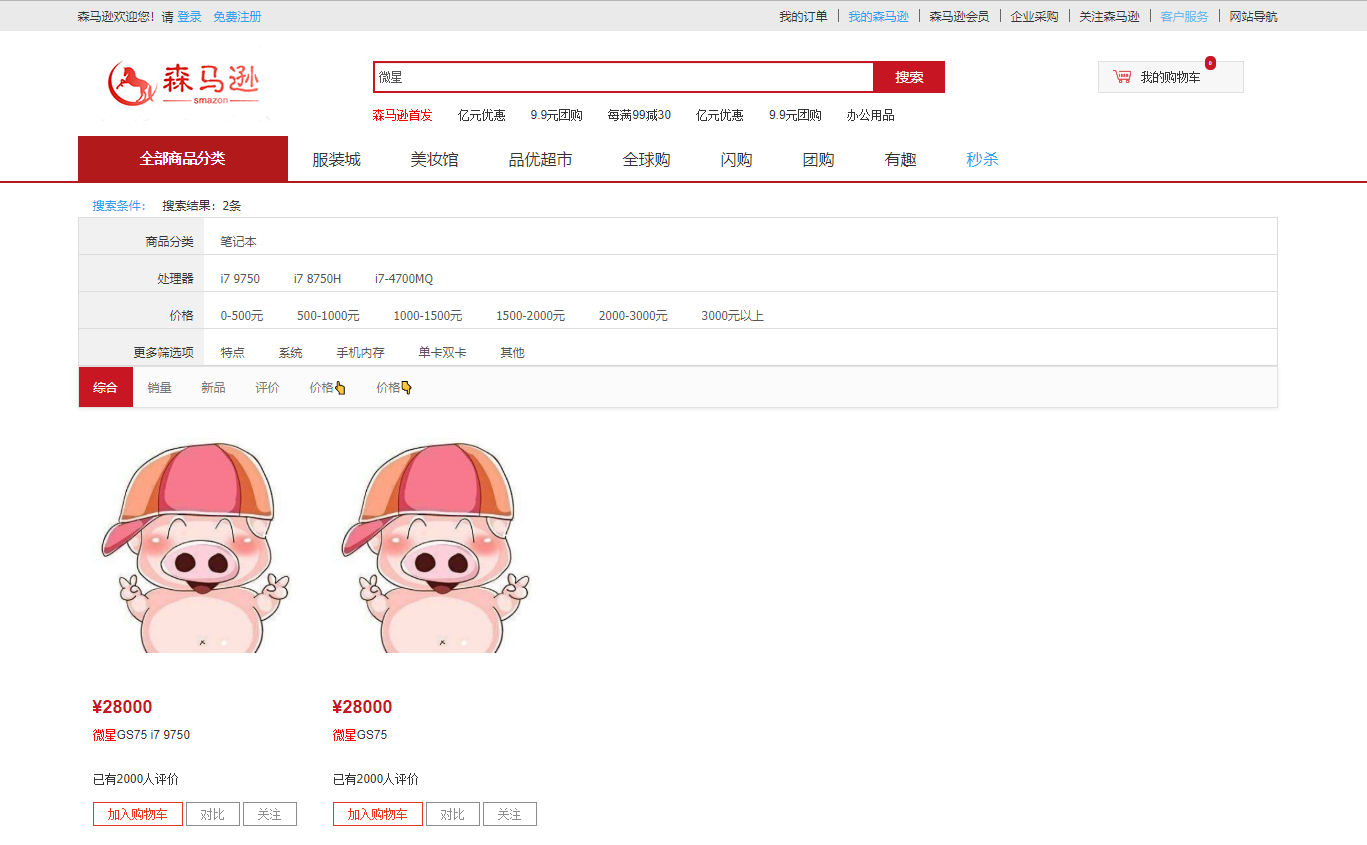 森马逊欢迎您！请 登录 免费注册 我的订单 我的森马逊 森马逊会员 企业采购 关注森马逊 客户服务 网站导航
森马逊
smazon
微星 搜索
0
我的购物车
森马逊首发 亿元优惠 9.9元团购 每满99减30 亿元优惠 9.9元团购 办公用品
全部商品分类 服装城 美妆馆 品优超市 全球购 闪购 团购 有趣 秒杀
搜索条件： 搜索结果：2条
商品分类 笔记本
处理器 i7 9750 i7 8750H i7-4700MQ
价格 0-500元 500-1000元 1000-1500元 1500-2000元 2000-3000元 3000元以上
更多筛选项 特点 系统 手机内存 单卡双卡 其他
综合 销量 新品 评价 价格👆 价格👇
¥28000 ¥28000
微星GS75 i7 9750 微星GS75
已有2000人评价 已有2000人评价
加入购物车 对比 关注 加入购物车 对比 关注